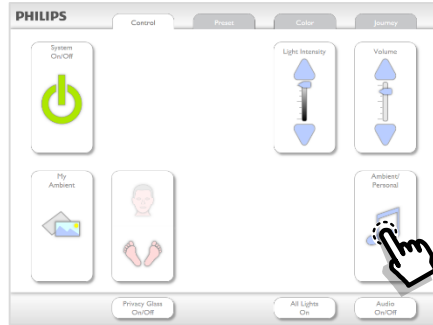 PHILIPS
Control
Preset
Color
Journey
System
On/Off
Light Intensity
Volume
My
Ambient
Ambient/
Personal
Privacy Glass
On/Off
All Lights
On
Audio
On/Off